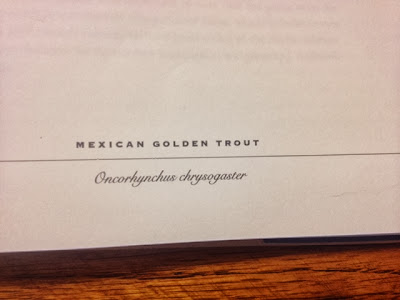 MEXICAN GOLDEN TROUT
Oncorhynchus chrysogaster